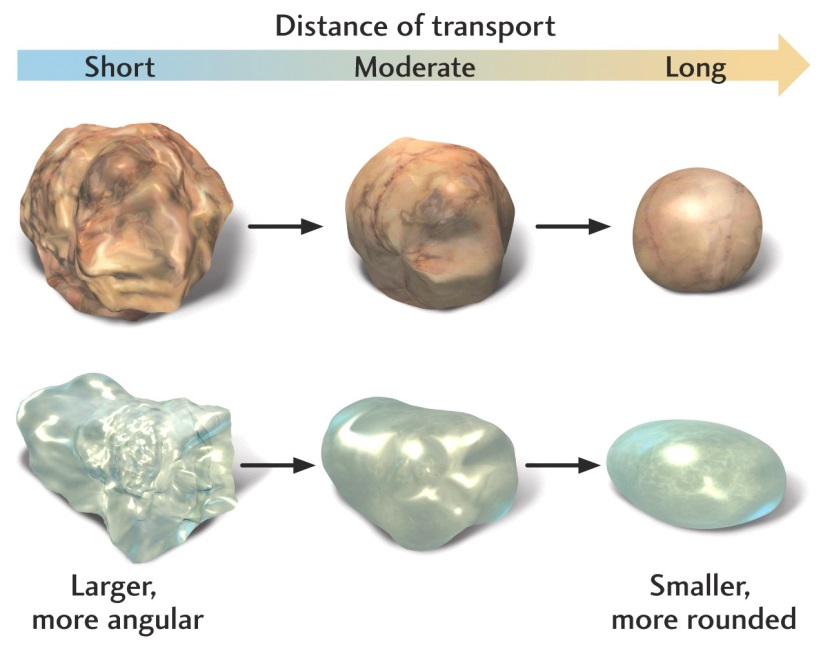 Distance of transport
Short Moderate Long
Larger,
more angular
Smaller,
more rounded